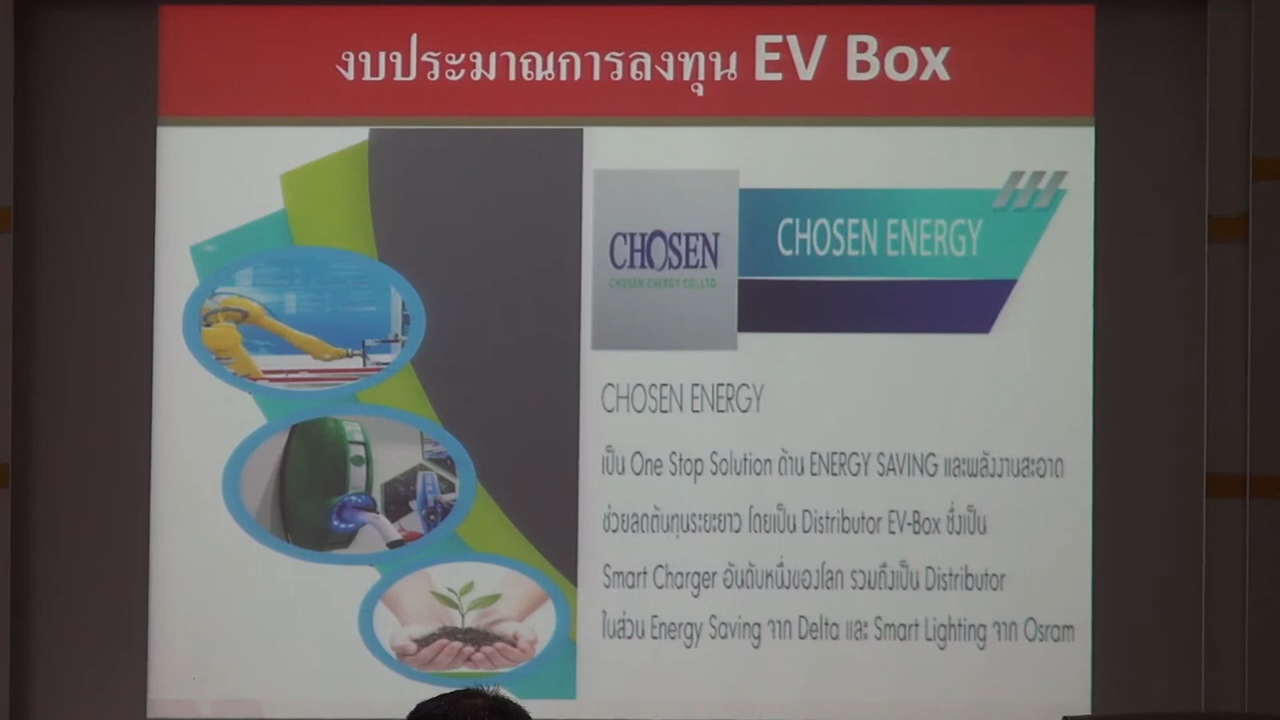 งบประมาณการลงทุน EV Box
CHOSEN
CHOSEN ENERGY CO.,LTD.
CHOSEN ENERGY
CHOSEN ENERGY
เป็น One Stop Solution ด้าน ENERGY SAVING และพลังงานสะอาด
ช่วยลดต้นทุนระยะยาว โดยเป็น Distributor EV-Box ซึ่งเป็น
Smart Charger อันดับหนึ่งของโลก รวมถึงเป็น Distributor
ในส่วน Energy Saving จาก Delta และ Smart Lighting จาก Osram